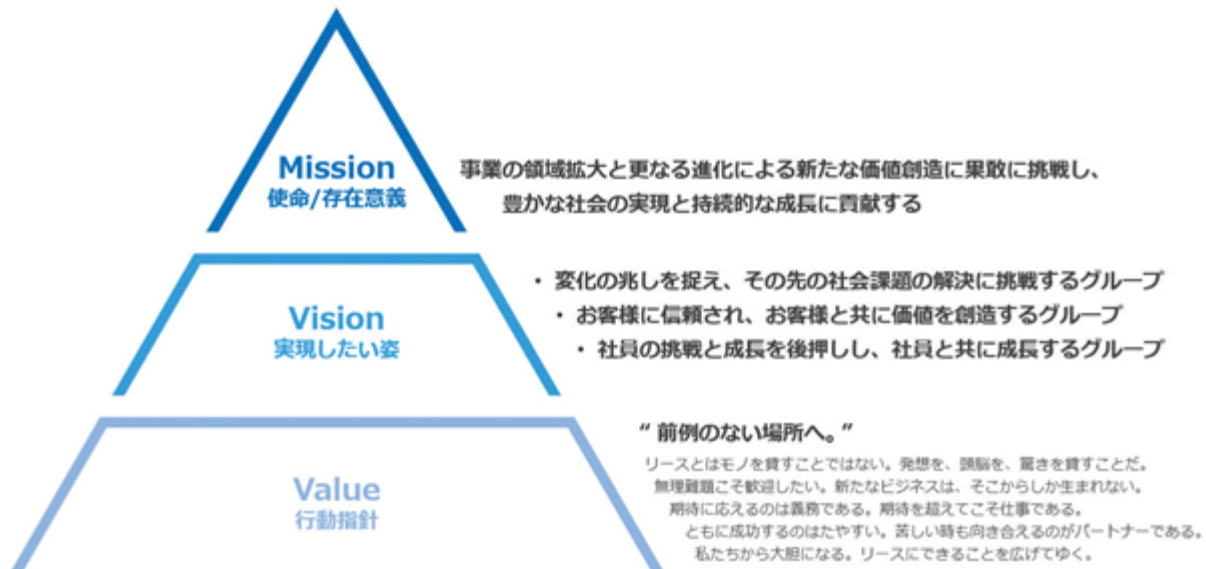 Mission
使命/存在意義
事業の領域拡大と更なる進化による新たな価値創造に果敢に挑戦し、
豊かな社会の実現と持続的な成長に貢献する
Vision
実現したい姿
・ 変化の兆しを捉え、その先の社会課題の解決に挑戦するグループ
・ お客様に信頼され、お客様と共に価値を創造するグループ
・ 社員の挑戦と成長を後押しし、社員と共に成長するグループ
Value
行動指針
“ 前例のない場所へ。”
リースとはモノを貸すことではない。発想を、頭脳を、驚きを貸すことだ。
無理難題こそ歓迎したい。新たなビジネスは、そこからしか生まれない。
期待に応えるのは義務である。期待を超えてこそ仕事である。
ともに成功するのはたやすい。苦しい時も向き合えるのがパートナーである。
私たちから大胆になる。リースにできることを広げてゆく。